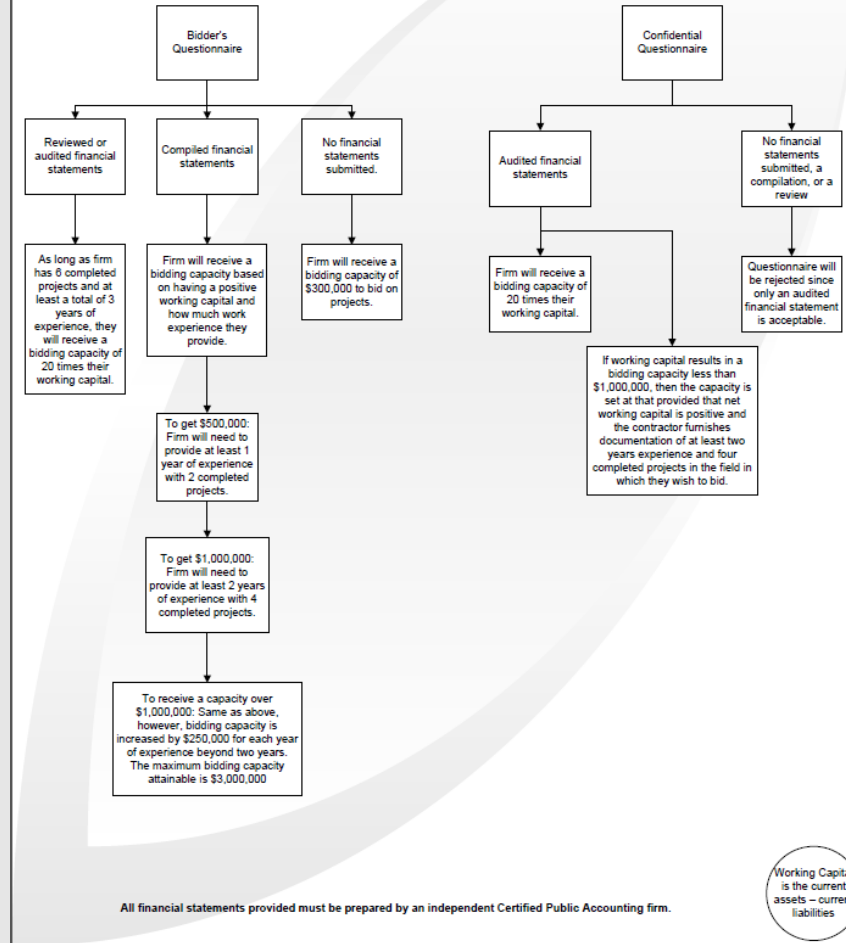 Bidder's
Questionnaire
Confidential
Questionnaire
Reviewed or
audited financial
statements
Compiled financial
statements
No financial
statements
submitted.
Audited financial
statements
No financial
statements
submitted, a
compilation, or a
review
As long as firm
has 6 completed
projects and at
least a total of 3
years of
experience, they
will receive a
bidding capacity of
20 times their
working capital.
Firm will receive a
bidding capacity based
on having a positive
working capital and
how much work
experience they
provide.
Firm will receive a
bidding capacity of
$300,000 to bid on
projects.
Firm will receive a
bidding capacity of
20 times their
working capital.
Questionnaire will
be rejected since
only an audited
financial statement
is acceptable.
If working capital results in a
bidding capacity less than
$1,000,000, then the capacity is
set at that provided that net
working capital is positive and
the contractor furnishes
documentation of at least two
years experience and four
completed projects in the field in
which they wish to bid.
To get $500,000:
Firm will need to
provide at least 1
year of experience
with 2 completed
projects.
To get $1,000,000:
Firm will need to
provide at least 2 years
of experience with 4
completed projects.
To receive a capacity over
$1,000,000: Same as above,
however, bidding capacity is
increased by $250,000 for each year
of experience beyond two years.
The maximum bidding capacity
attainable is $3,000,000
Working
is the current
assets –
liabilities
All financial statements provided must be prepared by an independent Certified Public Accounting firm.